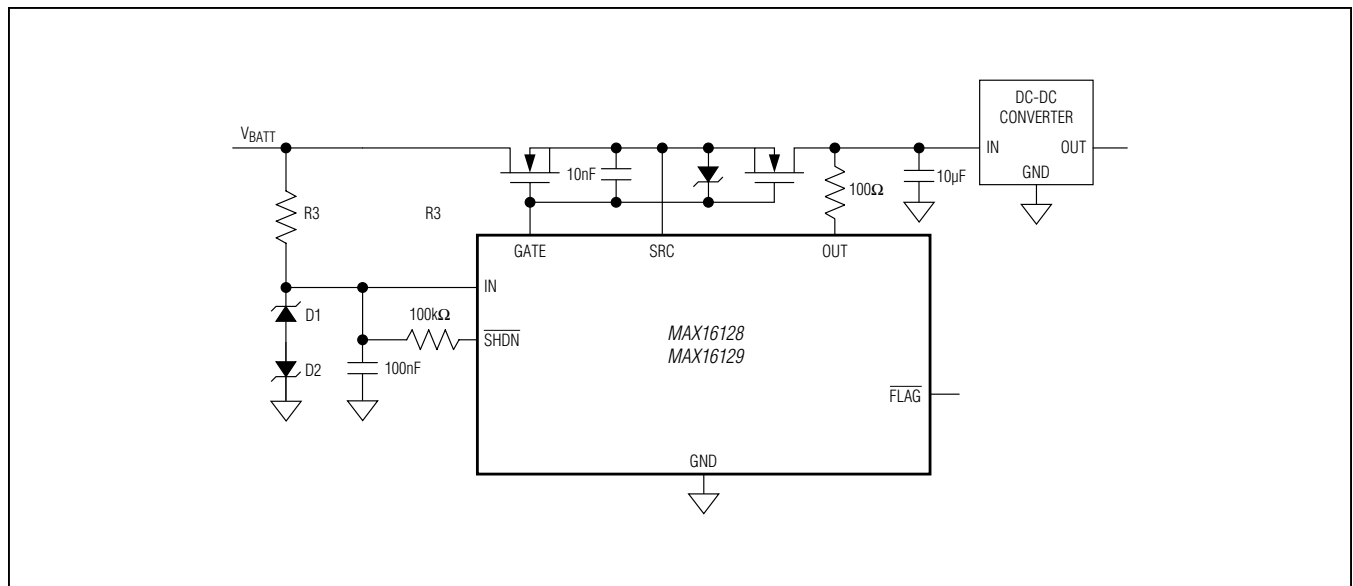 DC-DC
CONVERTER
IN
OUT
GND
VBATT
10nF
100Ω
10µF
R3
R3
GATE
SRC
OUT
IN
D1
100kΩ
SHDN
MAX16128
MAX16129
D2
100nF
FLAG
GND